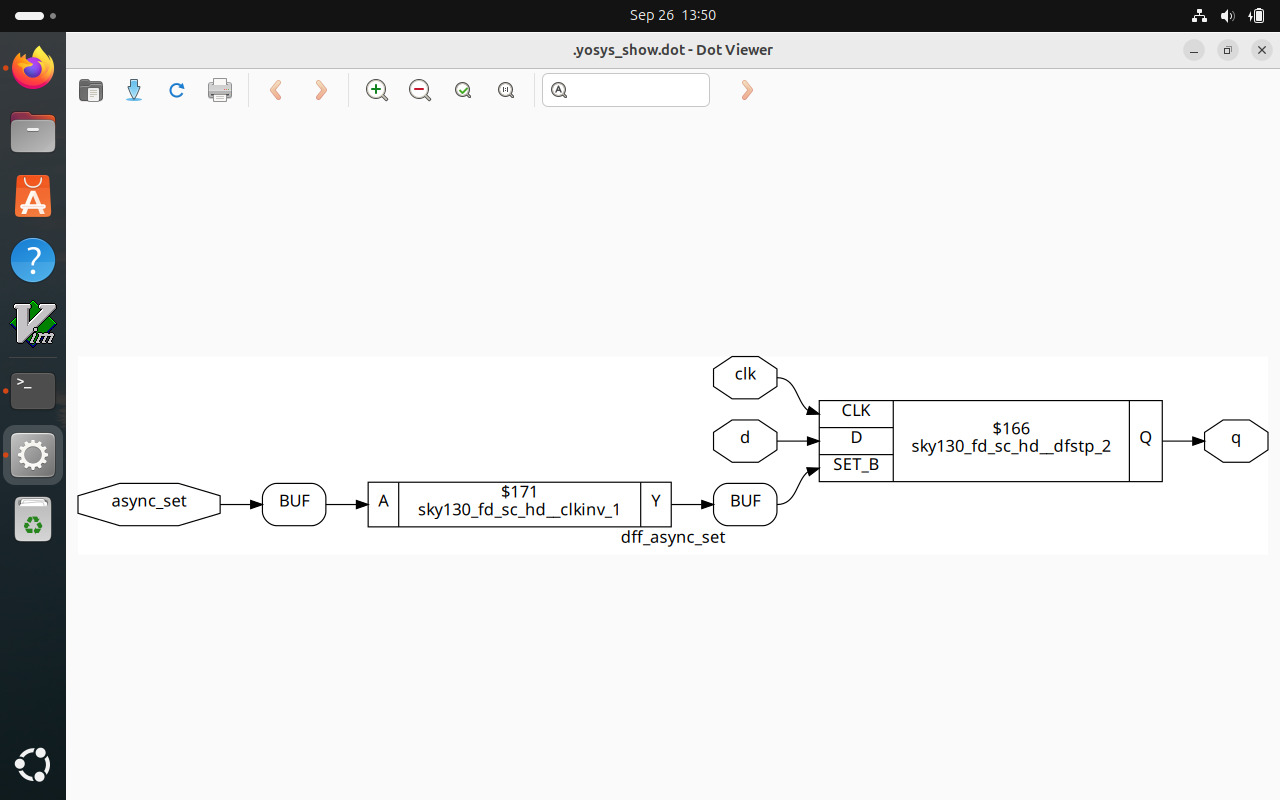 Sep 26 13:50
.yosys_show.dot - Dot Viewer
clk
d
async_set
BUF
A
$171
sky130_fd_sc_hd__clkinv_1
Y
BUF
dff_async_set
CLK
D
SET_B
$166
sky130_fd_sc_hd__dfstp_2
Q
q